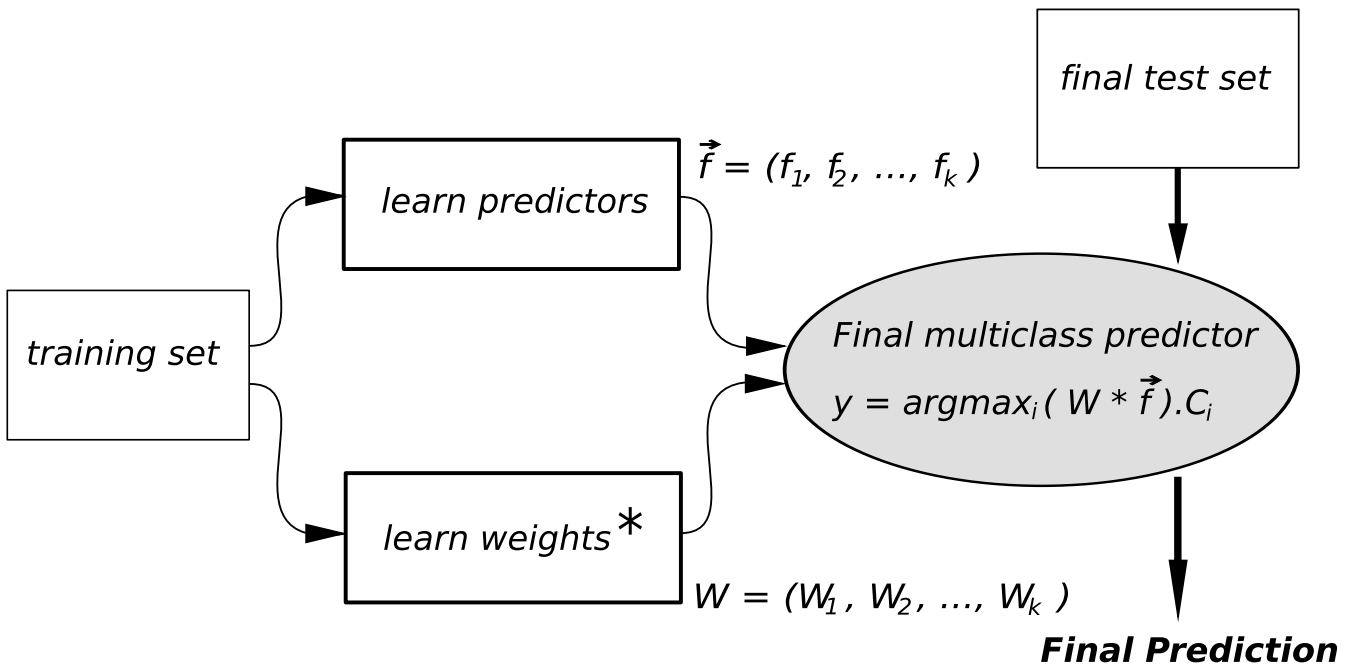 final test set
f⃗ = (f₁, f₂, ..., fₖ )
learn predictors
training set
Final multiclass predictor
y = argmaxᵢ ( W * f⃗ ).Cᵢ
learn weights *
W = (W₁, W₂, ..., Wₖ )
Final Prediction